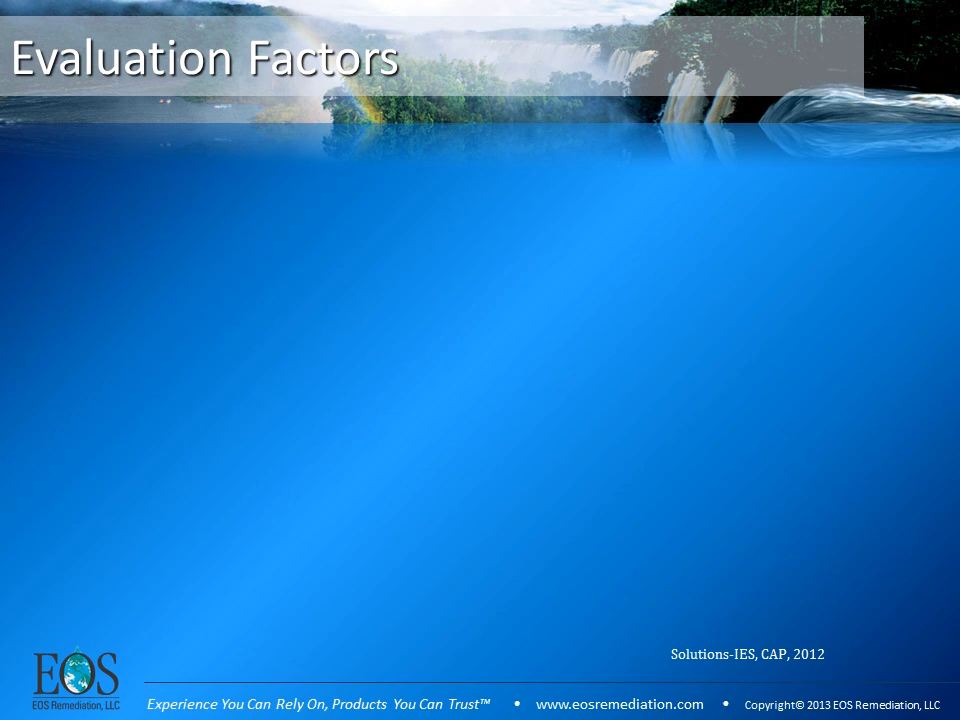 Evaluation Factors
Solutions-IES, CAP, 2012
EOS
EOS Remediation, LLC
Experience You Can Rely On, Products You Can Trust™ • www.eosremediation.com • Copyright© 2013 EOS Remediation, LLC